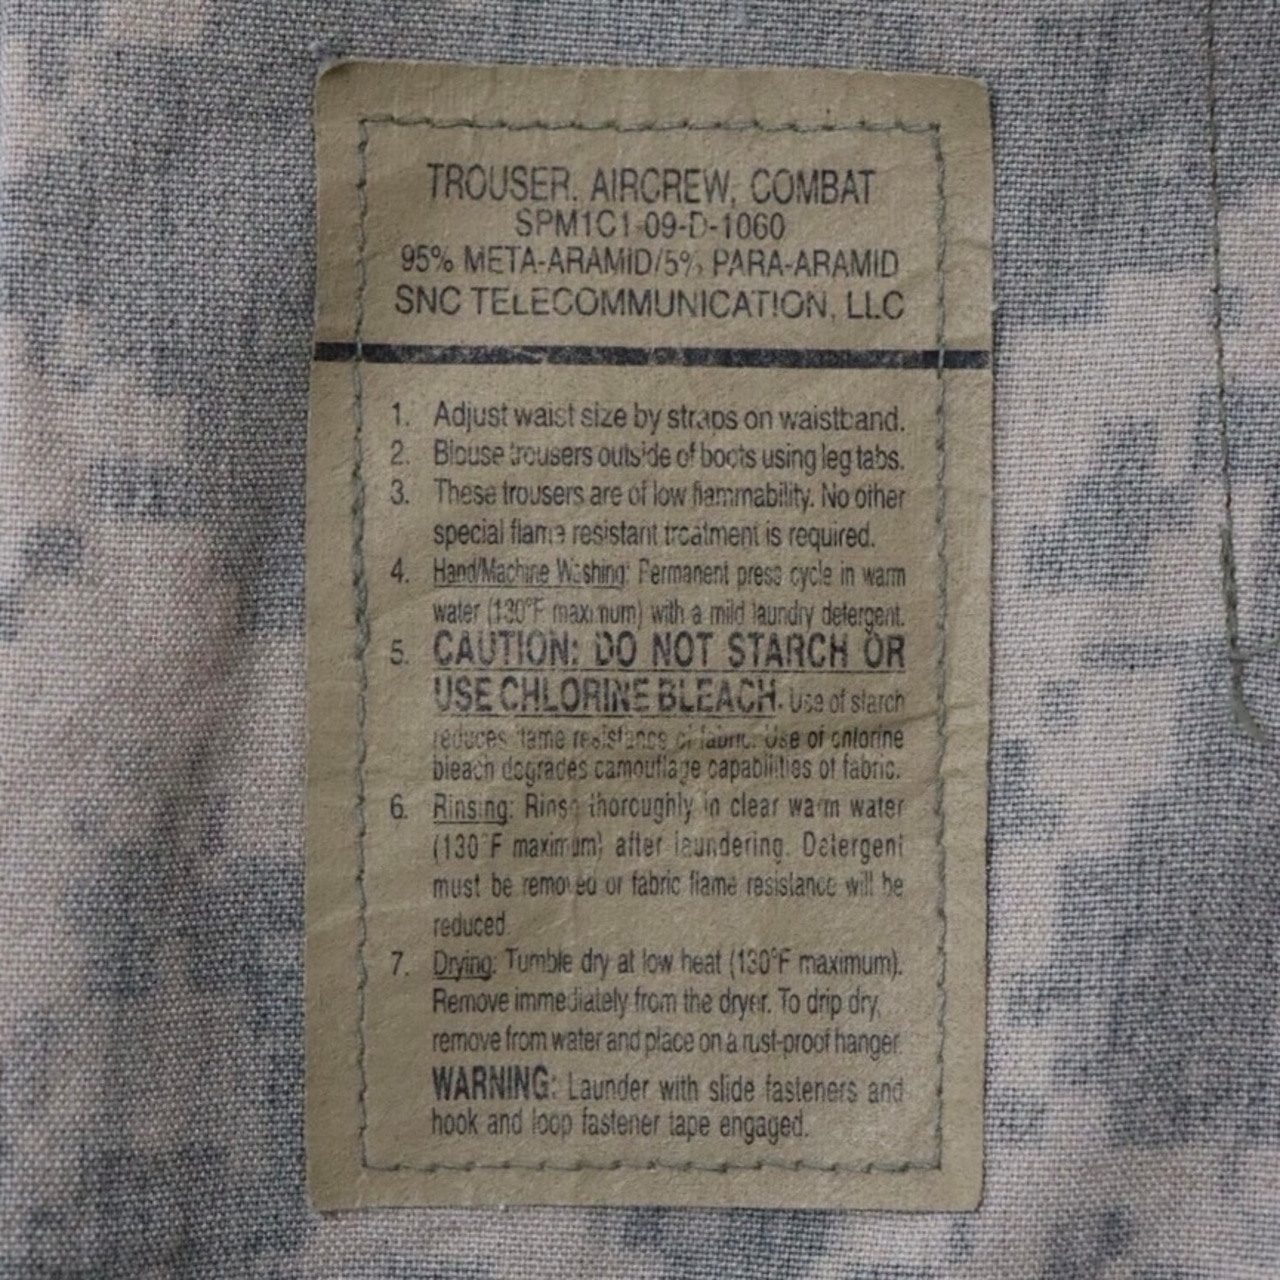 TROUSER, AIRCREW, COMBAT
SPM1C1-09-D-1060
95% META-ARAMID/5% PARA-ARAMID
SNC TELECOMMUNICATION, LLC
1. Adjust waist size by straps on waistband.
2. Blouse trousers outside of boots using leg tabs.
3. These trousers are of low flammability. No other
special flame resistant treatment is required.
4. Hand/Machine Washing: Permanent press cycle in warm
water (130°F maximum) with a mild laundry detergent.
5. CAUTION: DO NOT STARCH OR
USE CHLORINE BLEACH. Use of starch
reduces flame resistance of fabric. Use of chlorine
bleach degrades camouflage capabilities of fabric.
6. Rinsing: Rinse thoroughly in clear warm water
(130°F maximum) after laundering. Detergent
must be removed or fabric flame resistance will be
reduced.
7. Drying: Tumble dry at low heat (130°F maximum).
Remove immediately from the dryer. To drip dry,
remove from water and place on a rust-proof hanger.
WARNING: Launder with slide fasteners and
hook and loop fastener tape engaged.